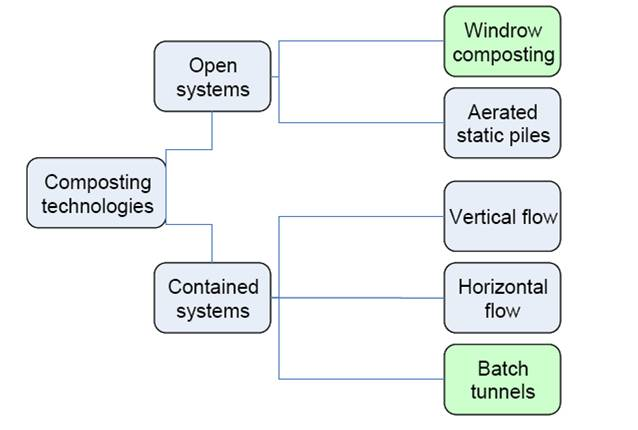 Windrow
composting
Open
systems
Aerated
static piles
Composting
technologies
Vertical flow
Contained
systems
Horizontal
flow
Batch
tunnels